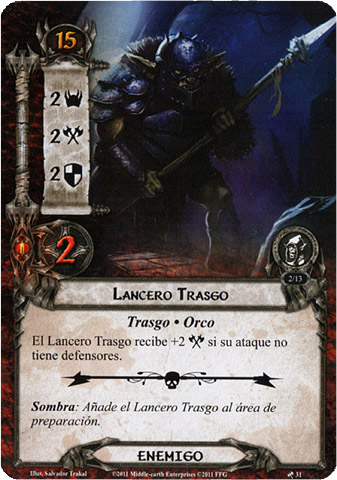 15
2
2
2
2
2/13
Lancero Trasgo
Trasgo • Orco
El Lancero Trasgo recibe +2 si su ataque no
tiene defensores.
Sombra: Añade el Lancero Trasgo al área de
preparación.
ENEMIGO
Illus. Salvador Trakal ©2011 Middle-earth Enterprises ©2011 FFG 31